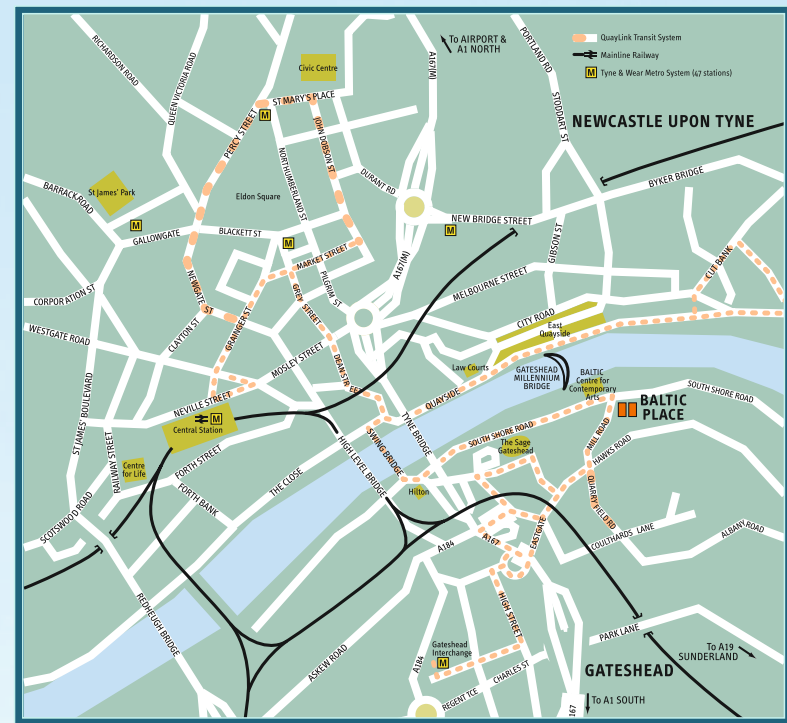 RICHARDSON ROAD
QUEEN VICTORIA ROAD
Civic Centre
To AIRPORT &
A1 NORTH
A167(M)
PORTLAND RD
STODDART ST
QuayLink Transit System
Mainline Railway
M Tyne & Wear Metro System (47 stations)
NEWCASTLE UPON TYNE
ST MARY'S PLACE
M
PERCY STREET
JOHN DOBSON ST
NORTHUMBERLAND ST
DURANT RD
BYKER BRIDGE
St James' Park
BARRACK ROAD
Eldon Square
M
GALLOWGATE
BLACKETT ST
M
NEW BRIDGE STREET
M
GIBSON ST
MARKET STREET
A167(M)
CUT BANK
NEWGATE ST
GREY STREET
PILGRIM ST
MELBOURNE STREET
CORPORATION ST
WESTGATE ROAD
CLAYTON ST
GRAINGER ST
MOSLEY STREET
CITY ROAD
East
Quayside
DEAN STREET
Law Courts
GATESHEAD
MILLENNIUM
BRIDGE
BALTIC
Centre for
Contemporary
Arts
SOUTH SHORE ROAD
BALTIC
PLACE
ST JAMES' BOULEVARD
NEVILLE STREET
M
Central Station
QUAYSIDE
TYNE BRIDGE
SWING BRIDGE
SOUTH SHORE ROAD
MILL ROAD
HAWKS ROAD
The Sage
Gateshead
RAILWAY STREET
Centre
for Life
FORTH STREET
FORTH BANK
THE CLOSE
HIGH LEVEL BRIDGE
Hilton
QUARRYFIELD RD
SCOTSWOOD ROAD
A184
A167
EASTGATE
COULTHARDS LANE
ALBANY ROAD
REDHEUGH BRIDGE
HIGH STREET
PARK LANE
To A19
SUNDERLAND
ASKEW ROAD
A184
Gateshead
Interchange
M
REGENT TCE
CHARLES ST
GATESHEAD
To A1 SOUTH
167